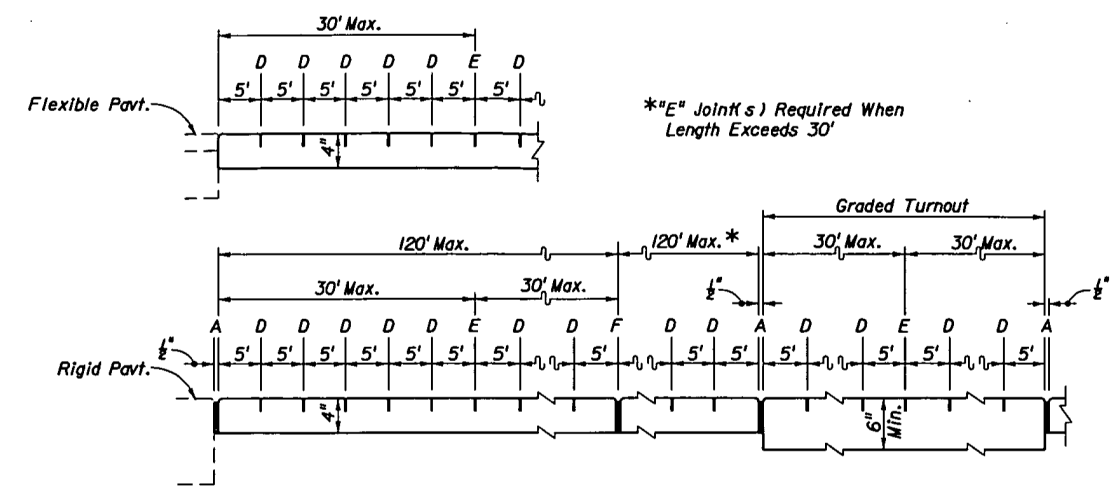 30' Max.
D D D D D E D
5' 5' 5' 5' 5' 5' 5'
Flexible Pavt.
4"
*"E" Joint(s) Required When
Length Exceeds 30'
Graded Turnout
120' Max. 120' Max.* 30' Max. 30' Max.
30' Max. 30' Max. ½" ½"
A D D D D D E D D F D D A D D E D D A
½" 5' 5' 5' 5' 5' 5' 5' 5' 5' 5' 5' 5' 5' 5'
Rigid Pavt.
4" 6" Min.